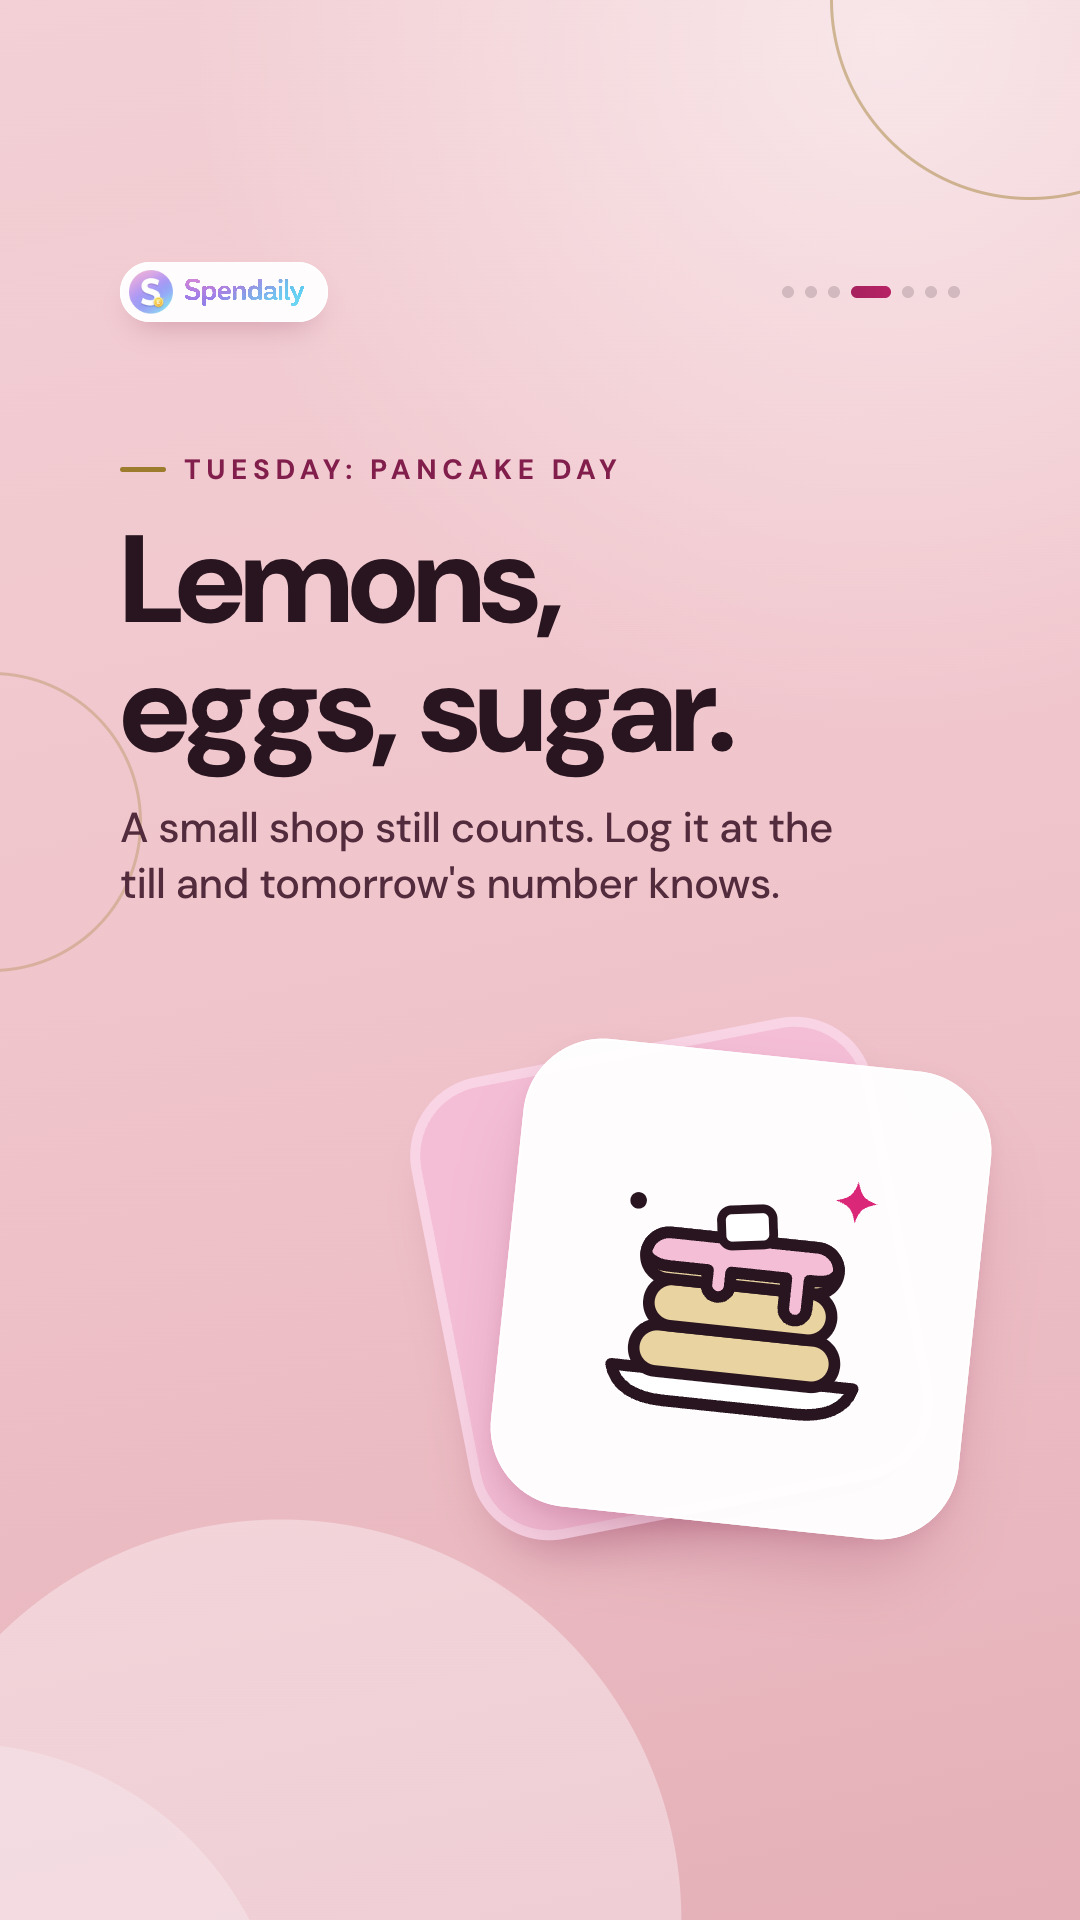 Spendaily
TUESDAY: PANCAKE DAY
Lemons,
eggs, sugar.
A small shop still counts. Log it at the
till and tomorrow's number knows.